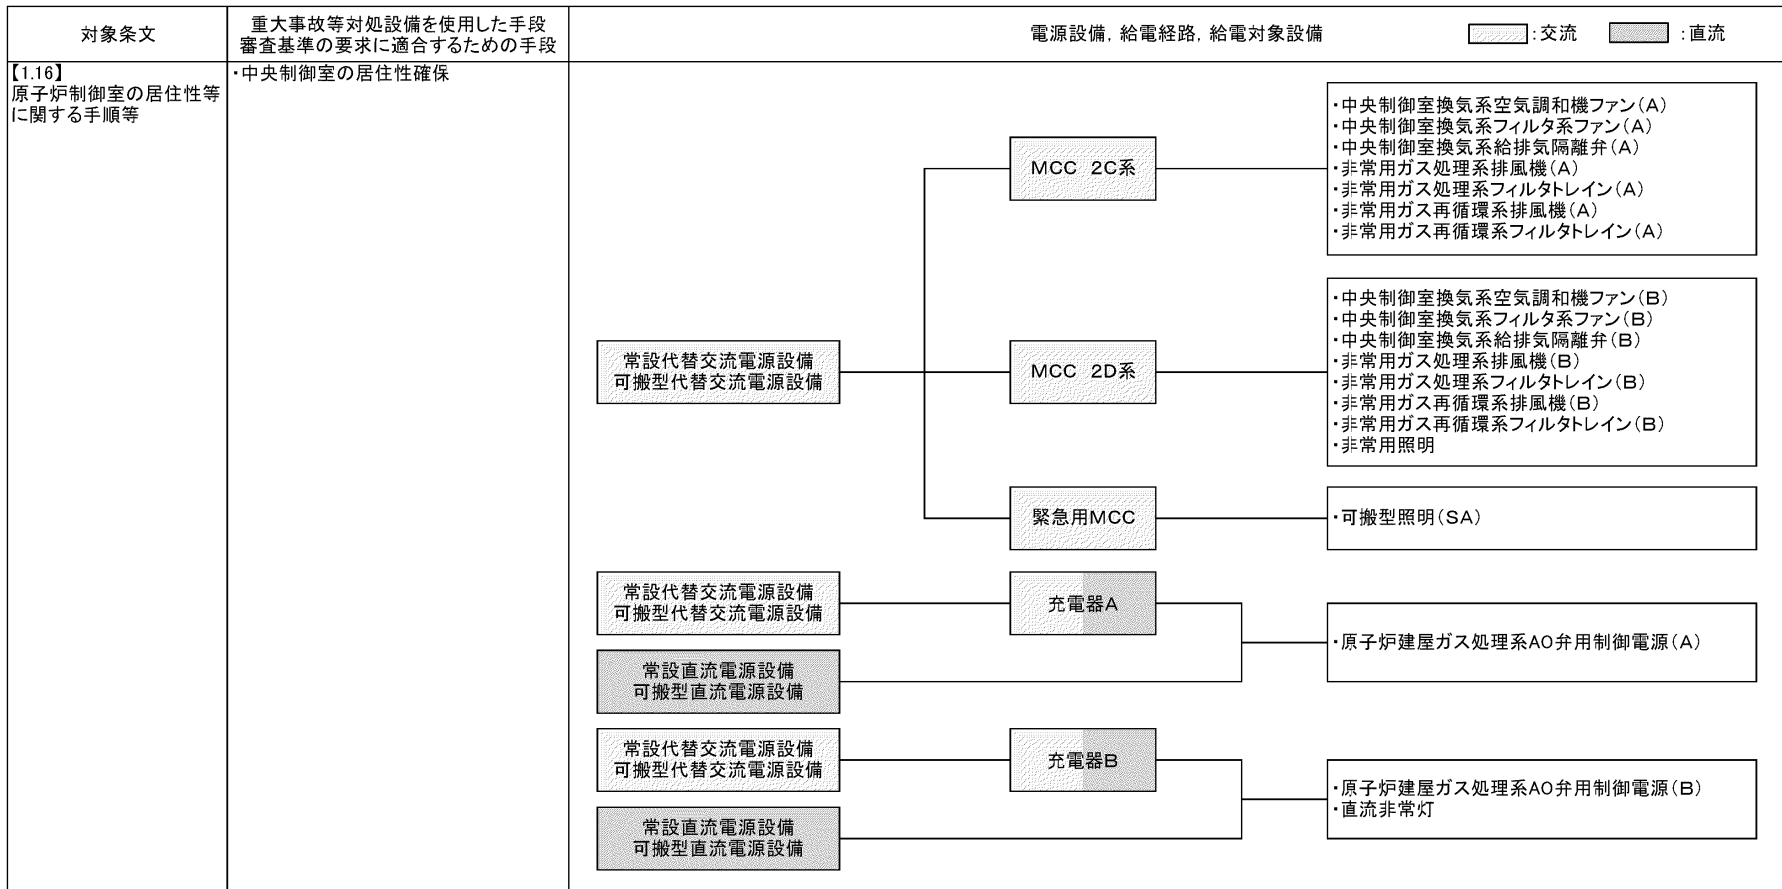 対象条文
重大事故等対処設備を使用した手段
審査基準の要求に適合するための手段
電源設備，給電経路，給電対象設備
：交流
：直流
【1.16】
原子炉制御室の居住性等
に関する手順等
・中央制御室の居住性確保
常設代替交流電源設備
可搬型代替交流電源設備
MCC 2C系
・中央制御室換気系空気調和機ファン（A）
・中央制御室換気系フィルタ系ファン（A）
・中央制御室換気系給排気隔離弁（A）
・非常用ガス処理系排風機（A）
・非常用ガス処理系フィルタトレイン（A）
・非常用ガス再循環系排風機（A）
・非常用ガス再循環系フィルタトレイン（A）
MCC 2D系
・中央制御室換気系空気調和機ファン（B）
・中央制御室換気系フィルタ系ファン（B）
・中央制御室換気系給排気隔離弁（B）
・非常用ガス処理系排風機（B）
・非常用ガス処理系フィルタトレイン（B）
・非常用ガス再循環系排風機（B）
・非常用ガス再循環系フィルタトレイン（B）
・非常用照明
緊急用MCC
・可搬型照明（SA）
常設代替交流電源設備
可搬型代替交流電源設備
充電器A
常設直流電源設備
可搬型直流電源設備
・原子炉建屋ガス処理系AO弁用制御電源（A）
常設代替交流電源設備
可搬型代替交流電源設備
充電器B
常設直流電源設備
可搬型直流電源設備
・原子炉建屋ガス処理系AO弁用制御電源（B）
・直流非常灯